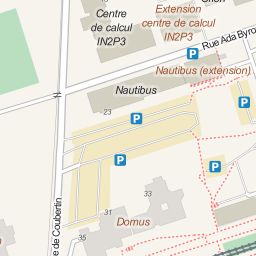 Centre
de calcul
IN2P3
Extension
centre de calcul
IN2P3
Rue Ada Byro
Nautibus (extension)
Nautibus
23
P
P
P
P
P
33
31
Domus
35
e de Coubertin